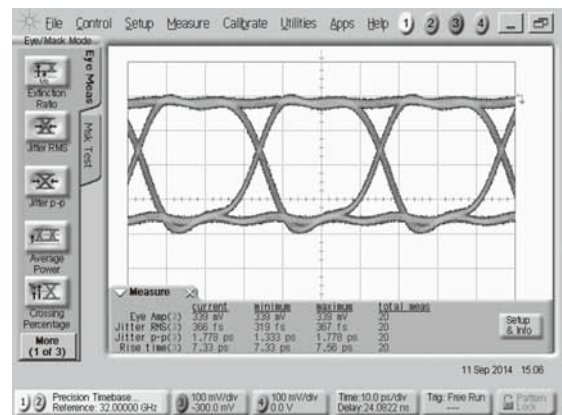 File Control Setup Measure Calibrate Utilities Apps Help 1 2 3 4
Eye/Mask Mode
Eye Meas
Msk Test
Extinction
Ratio
Jitter RMS
Jitter p-p
Average
Power
Crossing
Percentage
More
(1 of 3)
Measure
current minimum maximum total meas
Eye Amp(3) 339 mV 339 mV 339 mV 20
Jitter RMS(3) 366 fs 319 fs 367 fs 20
Jitter p-p(3) 1.778 ps 1.333 ps 1.778 ps 20
Rise time(3) 7.33 ps 7.33 ps 7.56 ps 20
Setup
& Info
11 Sep 2014 15:06
1 2 Precision Timebase... 3 100 mV/div 4 100 mV/div Time:10.0 ps/div Trig: Free Run Pattern
Reference: 32.00000 GHz -300.0 mV 0.0 V Delay:24.0822 ns Lock